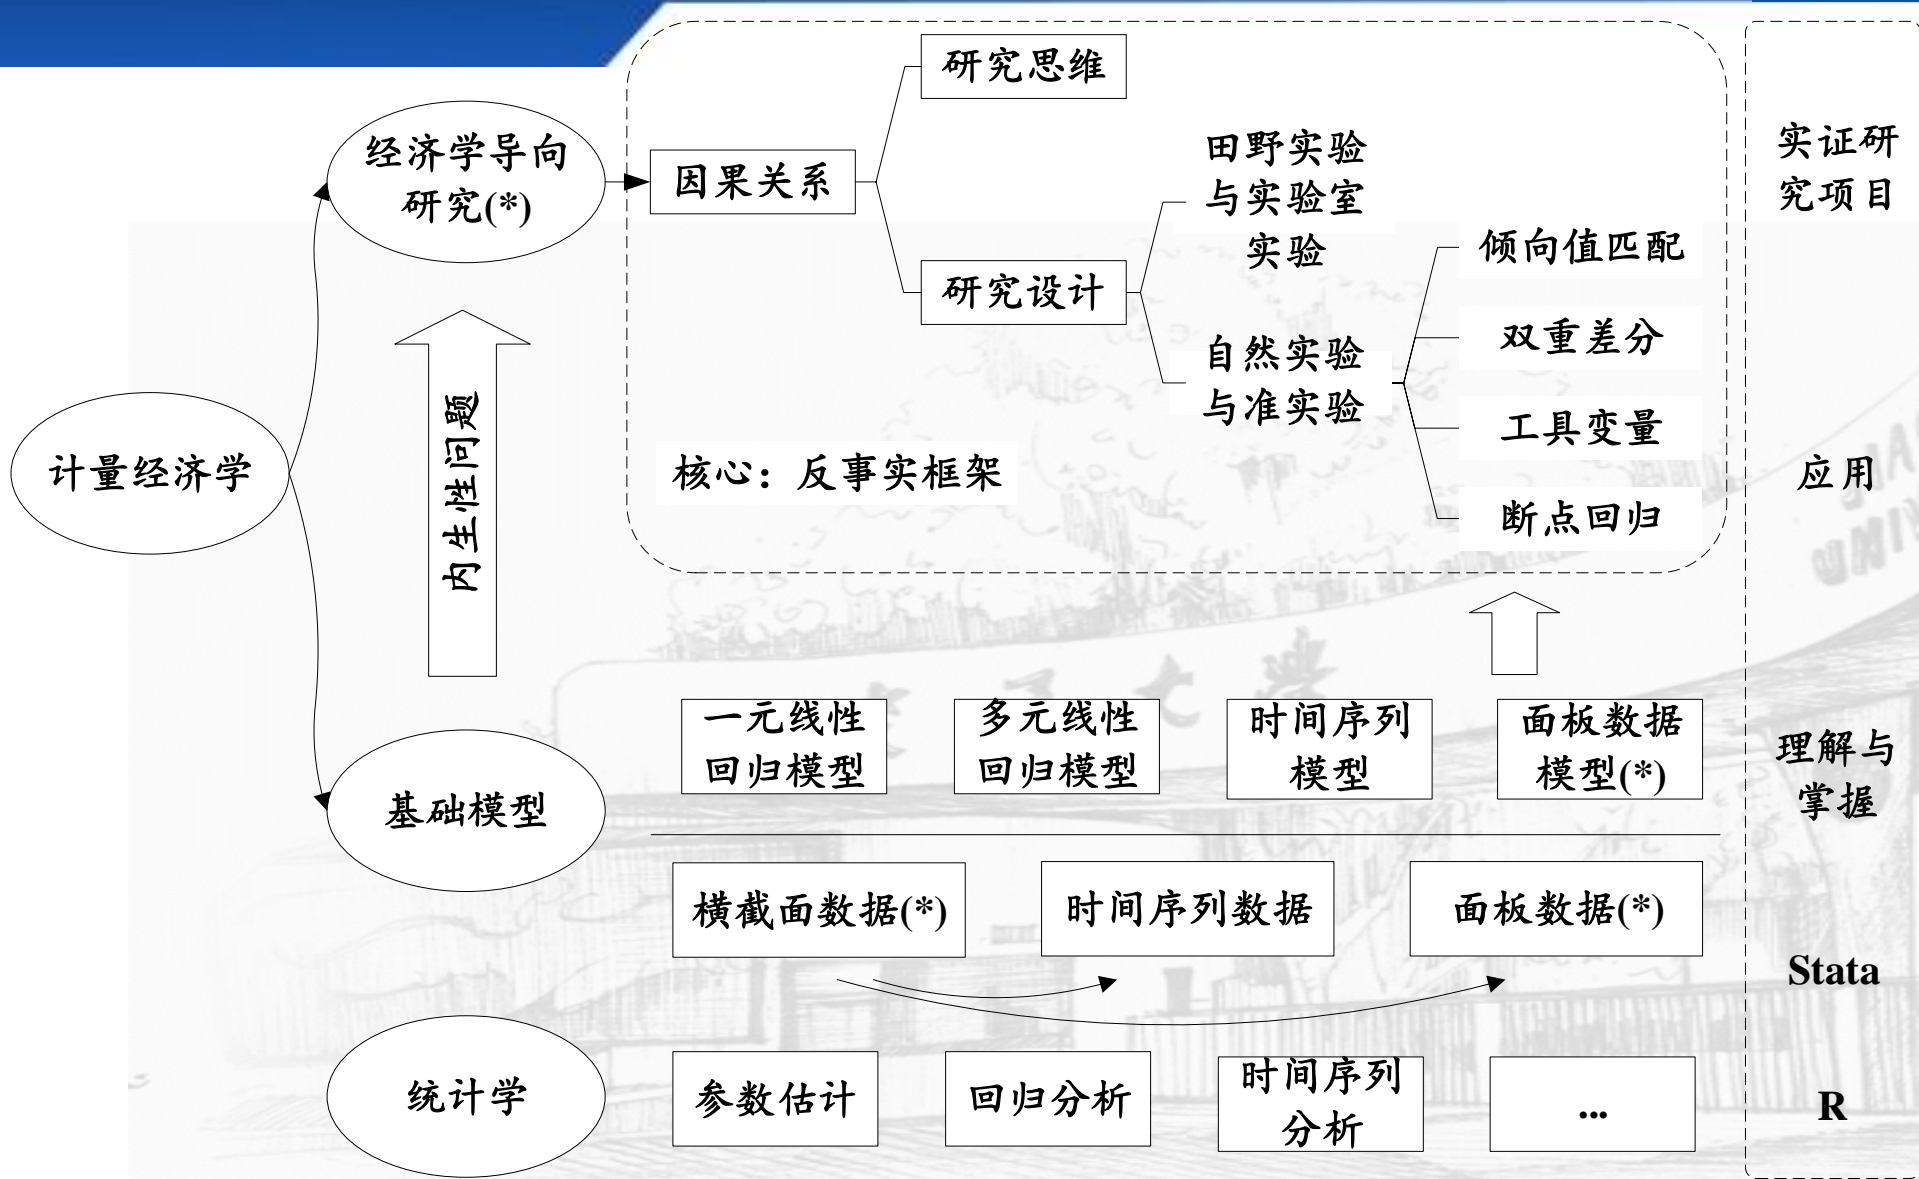 研究思维
经济学导向
研究(*)
因果关系
田野实验
与实验室
实验
研究设计
自然实验
与准实验
倾向值匹配
双重差分
工具变量
断点回归
核心：反事实框架
计量经济学
内生性问题
基础模型
一元线性
回归模型
多元线性
回归模型
时间序列
模型
面板数据
模型(*)
横截面数据(*)
时间序列数据
面板数据(*)
统计学
参数估计
回归分析
时间序列
分析
...
实证研
究项目
应用
理解与
掌握
Stata
R